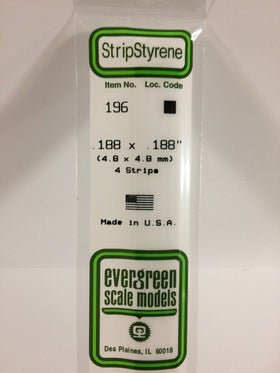 StripStyrene
Item No. Loc. Code
196
.188 x .188"
(4.8 x 4.8 mm)
4 Strips
Made in U.S.A.
evergreen
scale models
Des Plaines, IL 60018